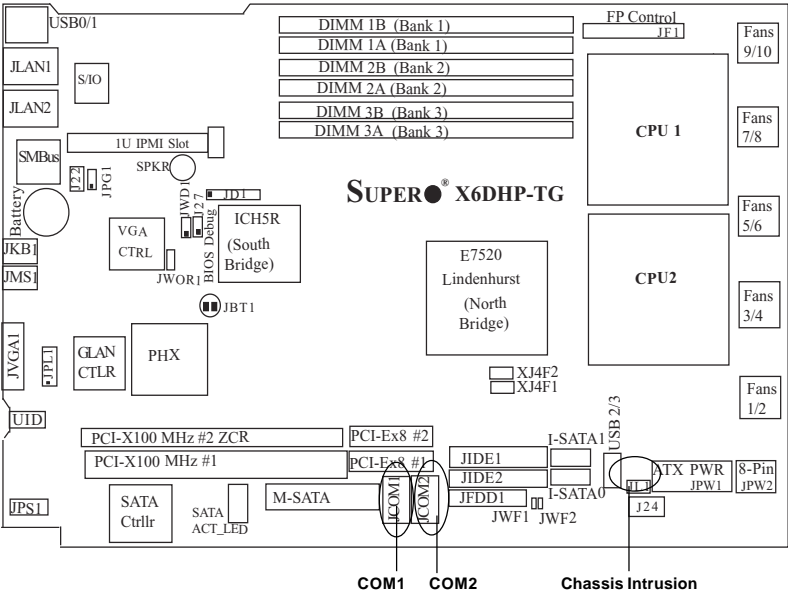 USB0/1
JLAN1
S/IO
JLAN2
1U IPMI Slot
SMBus
SPKR
J22
JPG1
Battery
JKB1
JMS1
VGA
CTRL
JWOR1
JWD1
J27
JD1
BIOS Debug
ICH5R
(South
Bridge)
JBT1
DIMM 1B (Bank 1)
DIMM 1A (Bank 1)
DIMM 2B (Bank 2)
DIMM 2A (Bank 2)
DIMM 3B (Bank 3)
DIMM 3A (Bank 3)
SUPER® X6DHP-TG
FP Control
JF1
CPU 1
CPU2
Fans
9/10
Fans
7/8
Fans
5/6
Fans
3/4
Fans
1/2
E7520
Lindenhurst
(North
Bridge)
XJ4F2
XJ4F1
JVGA1
JPL1
GLAN
CTLR
PHX
UID
PCI-X100 MHz #2 ZCR
PCI-Ex8 #2
PCI-X100 MHz #1
PCI-Ex8 #1
JIDE1
JIDE2
JFDD1
I-SATA1
I-SATA0
JWF1
JWF2
USB 2/3
JL1
J24
ATX PWR
JPW1
8-Pin
JPW2
JPS1
SATA
Ctrllr
SATA
ACT_LED
M-SATA
JCOM1
JCOM2
COM1
COM2
Chassis Intrusion